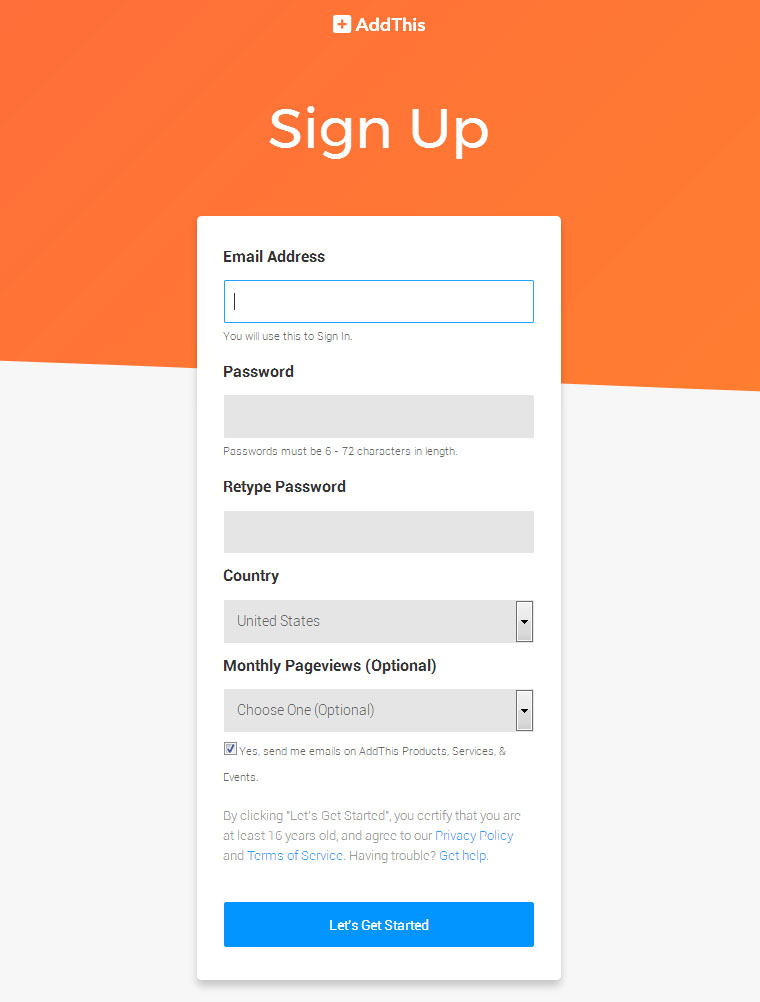 AddThis
Sign Up
Email Address
You will use this to Sign In.
Password
Passwords must be 6 - 72 characters in length.
Retype Password
Country
United States
Monthly Pageviews (Optional)
Choose One (Optional)
Yes, send me emails on AddThis Products, Services, &
Events.
By clicking "Let's Get Started", you certify that you are
at least 16 years old, and agree to our Privacy Policy
and Terms of Service. Having trouble? Get help.
Let's Get Started